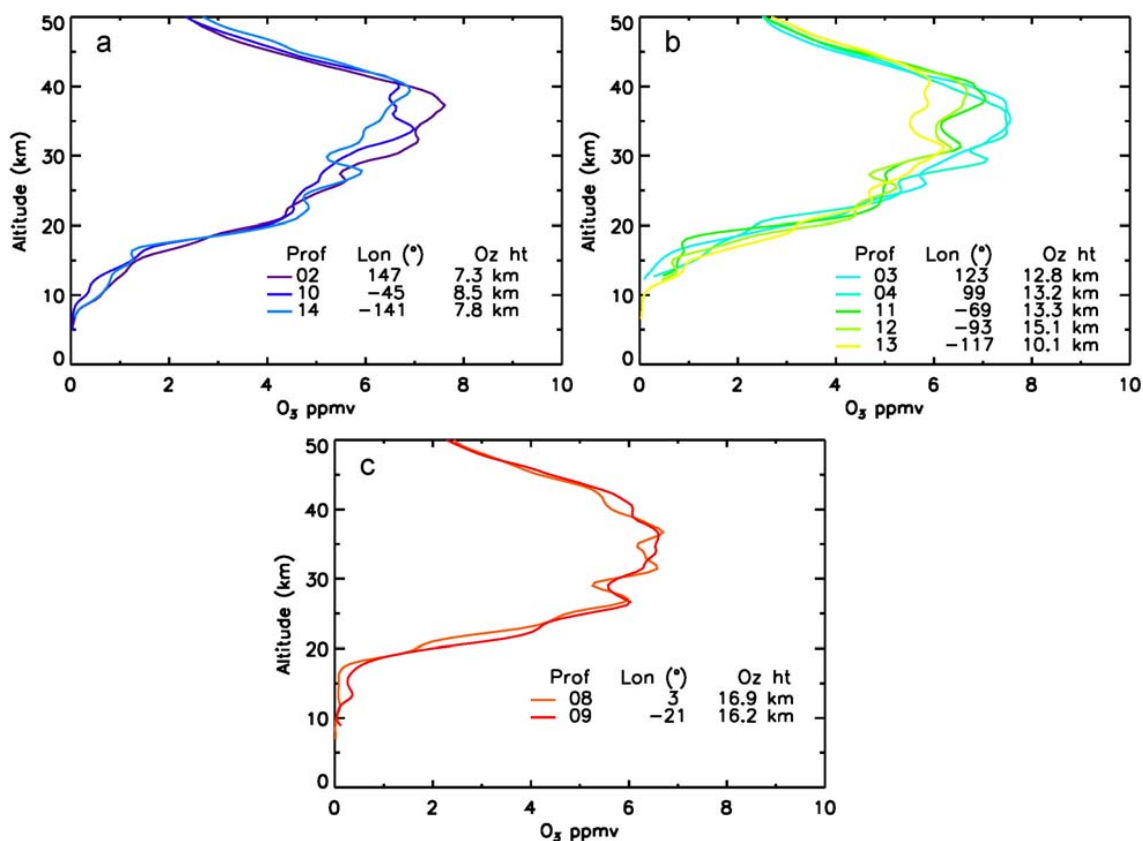 a
50
40
30
20
10
0
Altitude (km)
Prof Lon (°) Oz ht
02 147 7.3 km
10 −45 8.5 km
14 −141 7.8 km
0 2 4 6 8 10
O₃ ppmv
b
50
40
30
20
10
0
Altitude (km)
Prof Lon (°) Oz ht
03 123 12.8 km
04 99 13.2 km
11 −69 13.3 km
12 −93 15.1 km
13 −117 10.1 km
0 2 4 6 8 10
O₃ ppmv
c
50
40
30
20
10
0
Altitude (km)
Prof Lon (°) Oz ht
08 3 16.9 km
09 −21 16.2 km
0 2 4 6 8 10
O₃ ppmv